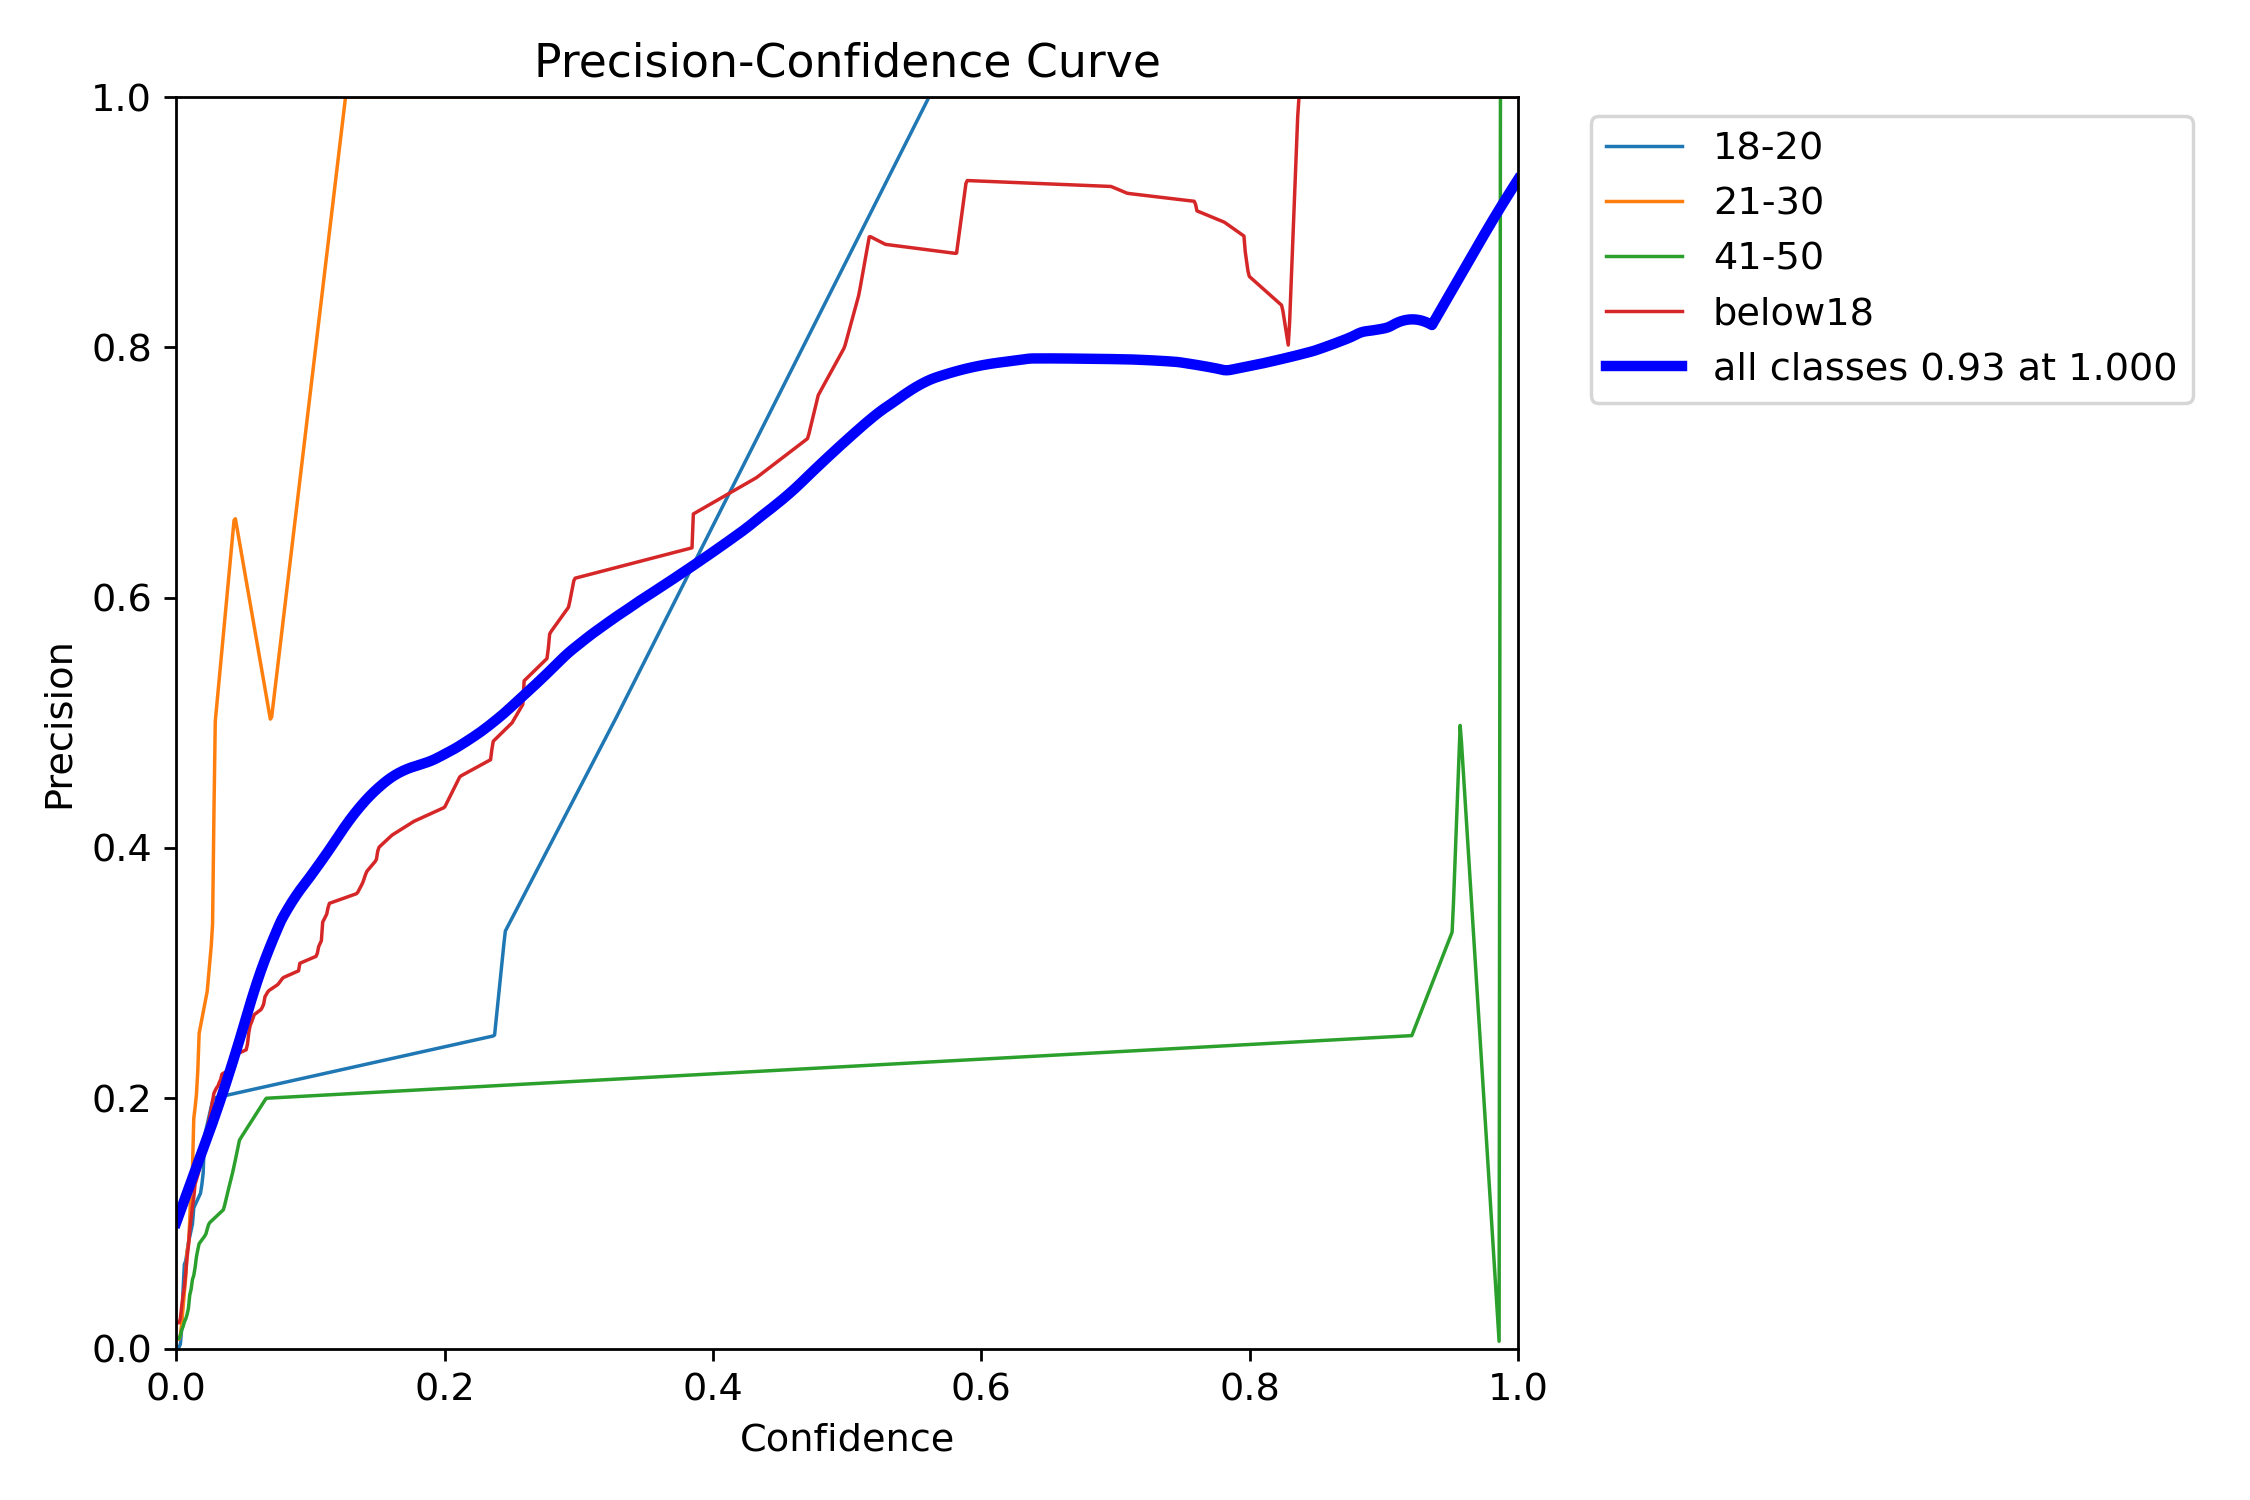 Precision-Confidence Curve
1.0
0.8
0.6
0.4
0.2
0.0
Precision
0.0 0.2 0.4 0.6 0.8 1.0
Confidence
18-20
21-30
41-50
below18
all classes 0.93 at 1.000